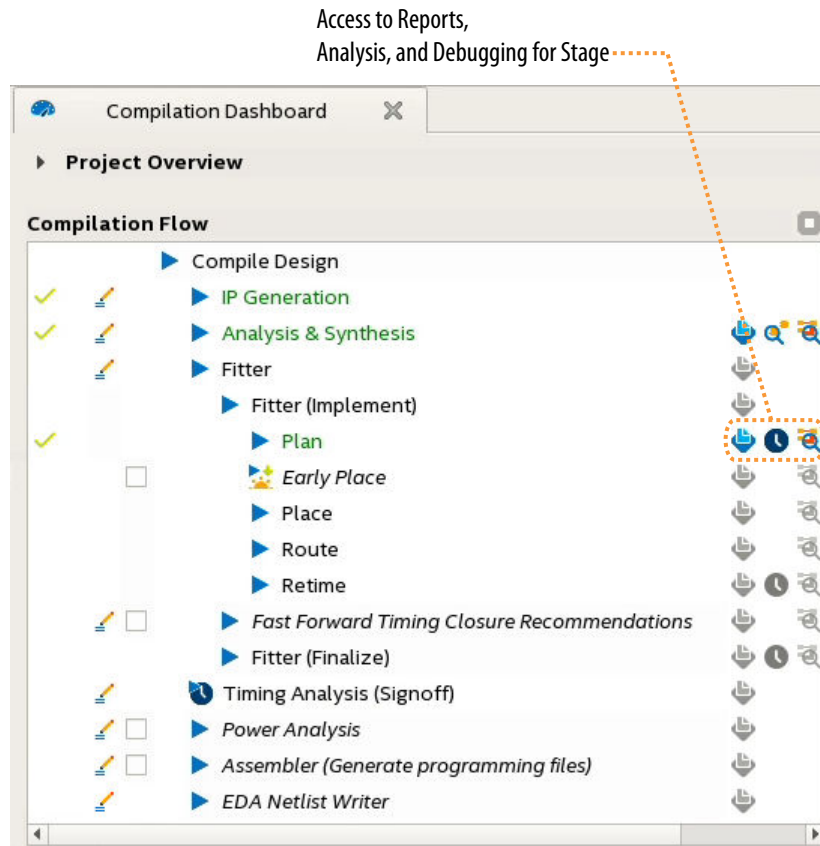 Access to Reports,
Analysis, and Debugging for Stage
Compilation Dashboard
Project Overview
Compilation Flow
Compile Design
IP Generation
Analysis & Synthesis
Fitter
Fitter (Implement)
Plan
Early Place
Place
Route
Retime
Fast Forward Timing Closure Recommendations
Fitter (Finalize)
Timing Analysis (Signoff)
Power Analysis
Assembler (Generate programming files)
EDA Netlist Writer